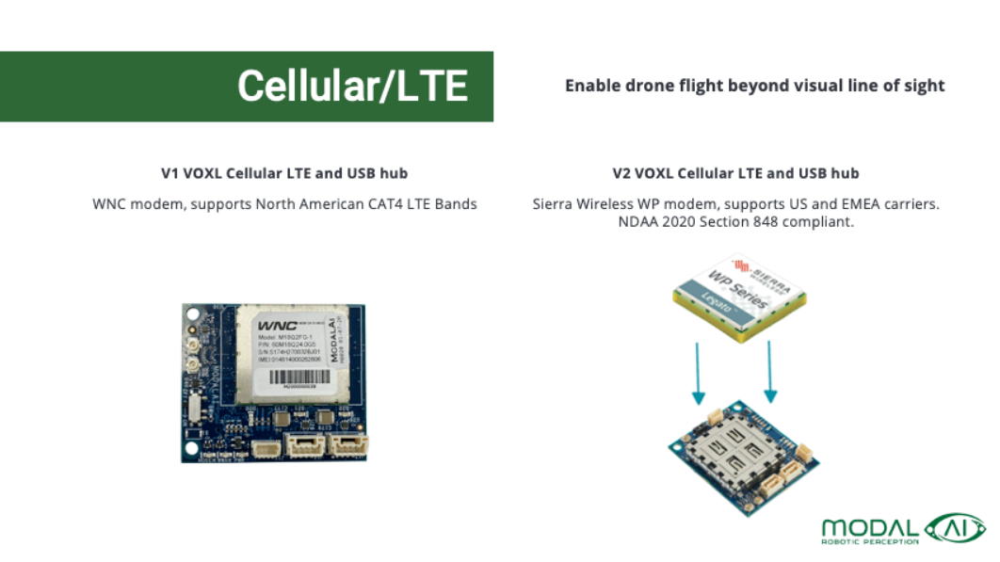 Cellular/LTE
Enable drone flight beyond visual line of sight
V1 VOXL Cellular LTE and USB hub
WNC modem, supports North American CAT4 LTE Bands
V2 VOXL Cellular LTE and USB hub
Sierra Wireless WP modem, supports US and EMEA carriers.
NDAA 2020 Section 848 compliant.
WNC
Model: M18Q2FG-1
MODALAI
SIERRA
WIRELESS
WP Series
Legato
MODAL AI
ROBOTIC PERCEPTION